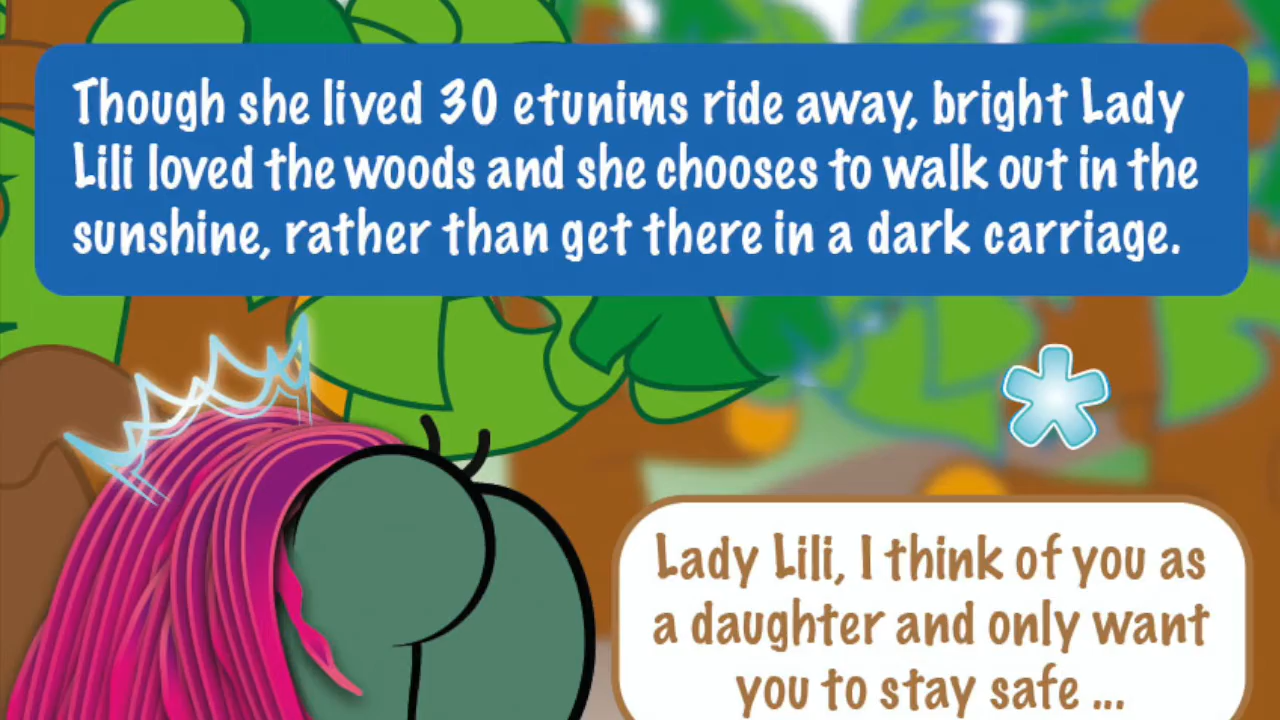 Though she lived 30 etunims ride away, bright Lady
Lili loved the woods and she chooses to walk out in the
sunshine, rather than get there in a dark carriage.
Lady Lili, I think of you as
a daughter and only want
you to stay safe ...